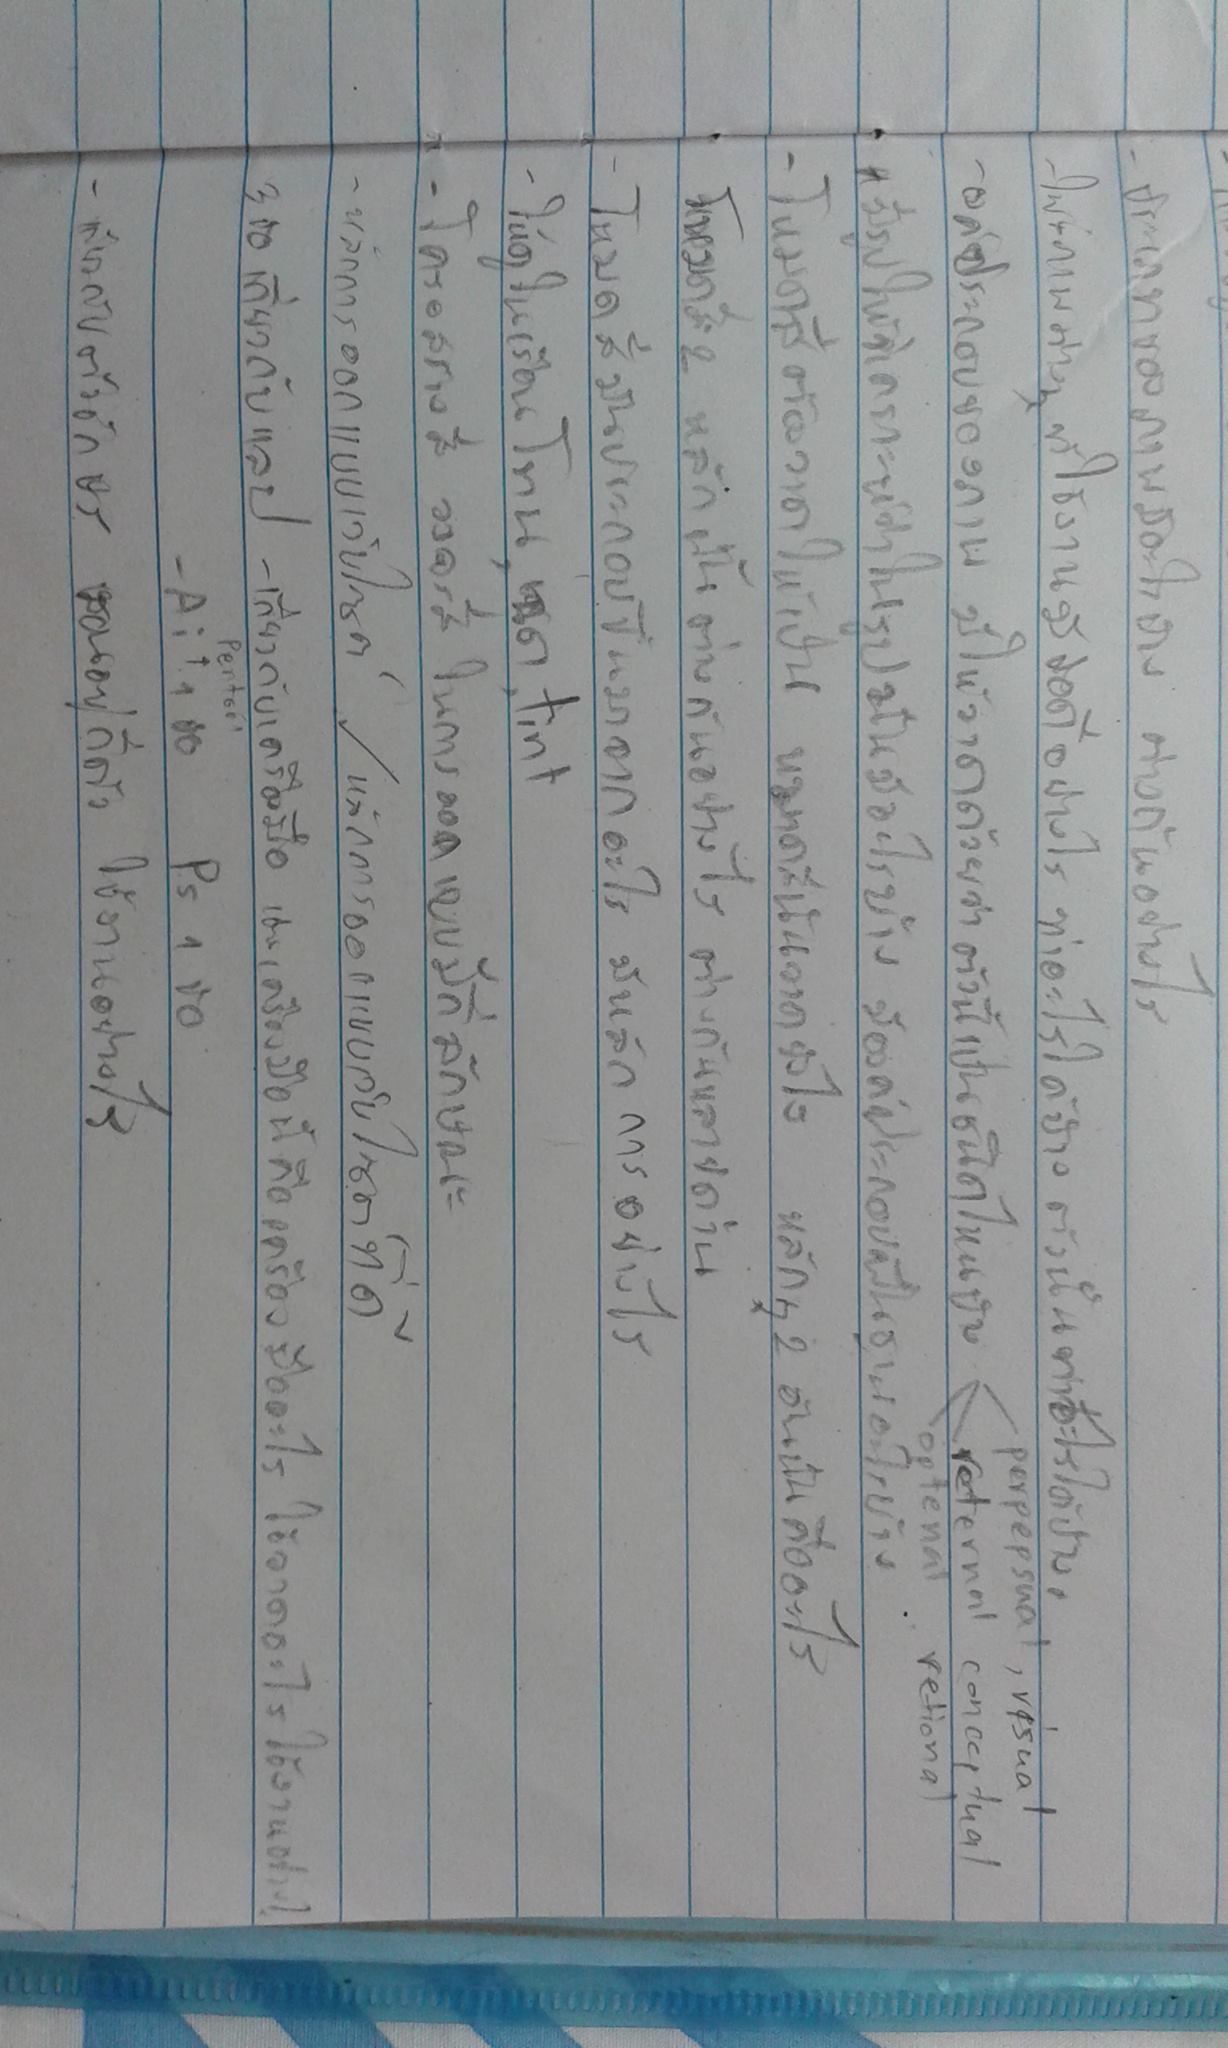 - ประเภทของภาพมีอะไรบ้าง ต่างกันอย่างไร
- ไฟล์ภาพต่างๆ ที่ใช้งานมีข้อดีอย่างไร ทำอะไรได้บ้าง ตัวนั้นทำอะไรได้บ้าง
perpepsual, visual
- องค์ประกอบของภาพ มีให้วาดด้วยว่าตัวนี้เป็นชนิดไหนบ้าง
reternal conceptual
optenal retional
มีรูปให้วิเคราะห์ว่าในรูปมันมีอะไรบ้าง มีองค์ประกอบพื้นฐานอะไรบ้าง
- โหมดสีต้องวาดให้เป็น หมวดสีนั้นวาดยังไง หลักๆ 2 อันนั้นคืออะไร
โหมดสี 2 หลักนั้นต่างกันอย่างไร ต่างกันหลายด้าน
- โหมดสีมันประกอบขึ้นมาจากอะไร มีหลักการอย่างไร
- ให้ดูในเรื่อน โทน, เฉด, tint
- โครงสร้างสี วงจรสี ในการออกแบบมีกี่ลักษณะ
- หลักการออกแบบเว็บไซต์ / หลักการออกแบบเว็บไซต์ที่ดี
3 ข้อ เกี่ยวกับแลป - เกี่ยวกับเครื่องมือ เช่นเครื่องมือนี้คือเครื่องมืออะไร ใช้วาดอะไร ใช้งานอย่างไ
Pentool
- Ai ↑ 1 ข้อ Ps 1 ข้อ
- เกี่ยวกับตัวอักษร สอนอยู่กี่ตัว ใช้งานอย่างไร